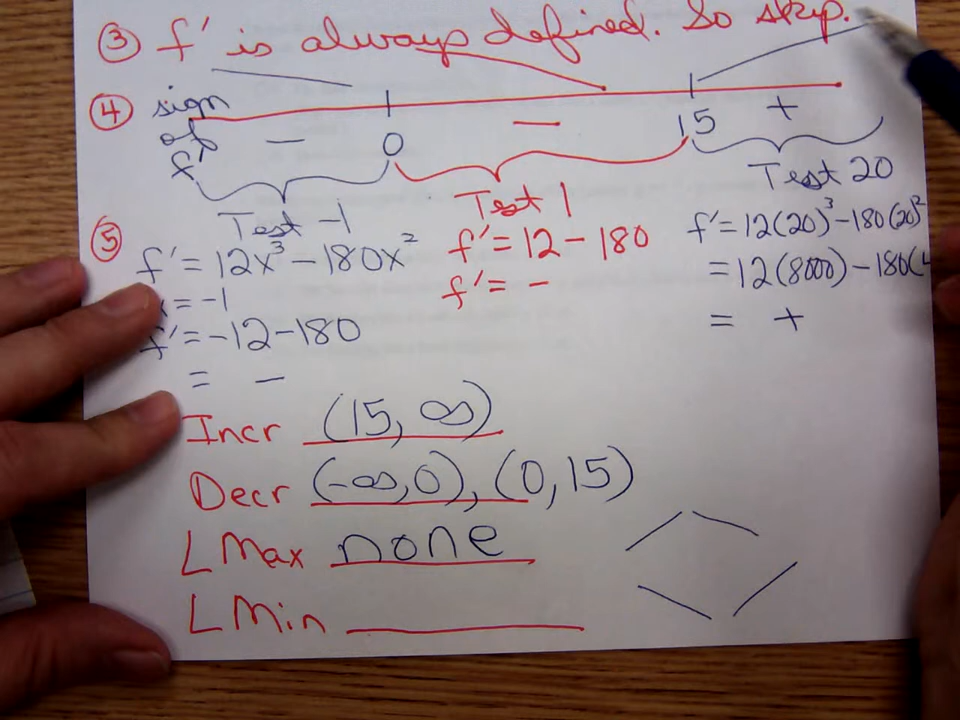 ③ f' is always defined. So skip.
④ sign of f' − 0 − 15 +
Test -1 Test 1 Test 20
⑤
f' = 12x³ - 180x²
= -1
f' = -12 - 180
= −
f' = 12 - 180
f' = -
f' = 12(20)³ - 180(20)²
= 12(8000) - 180(
= +
Incr (15, ∞)
Decr (-∞, 0), (0, 15)
L Max none
L Min